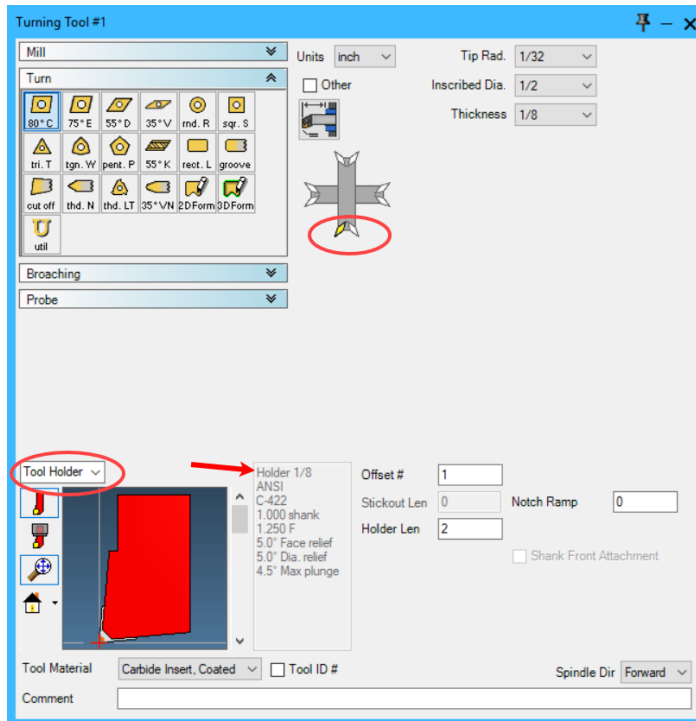 Turning Tool #1
Mill
Turn
80° C 75° E 55° D 35° V rnd. R sqr. S
tri. T tgn. W pent. P 55° K rect. L groove
cut off thd. N thd. LT 35° VN 2DForm 3DForm
util
Broaching
Probe
Units inch
Other
Tip Rad. 1/32
Inscribed Dia. 1/2
Thickness 1/8
Tool Holder
Holder 1/8
ANSI
C-422
1.000 shank
1.250 F
5.0° Face relief
5.0° Dia. relief
4.5° Max plunge
Offset # 1
Stickout Len 0 Notch Ramp 0
Holder Len 2
Shank Front Attachment
Tool Material Carbide Insert, Coated Tool ID # Spindle Dir Forward
Comment